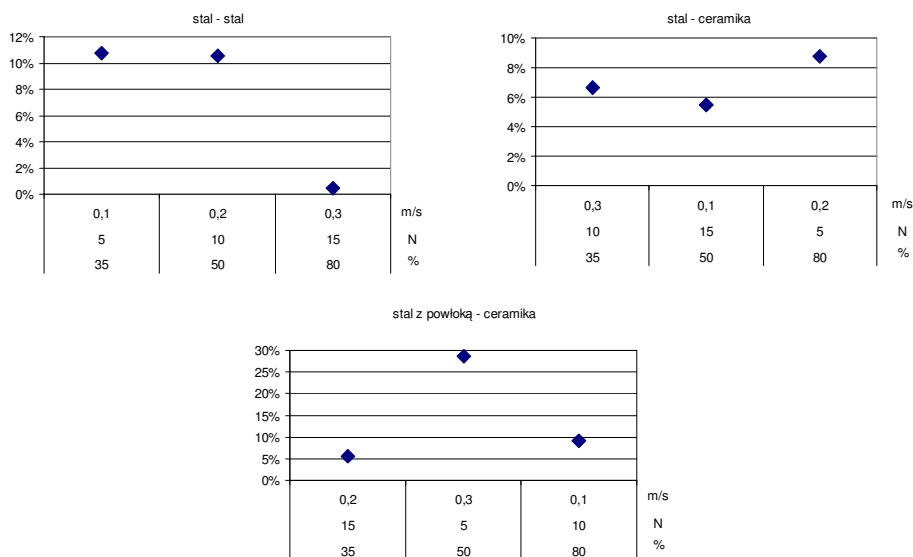 stal - stal
12%
10%
8%
6%
4%
2%
0%
0,1 0,2 0,3 m/s
5 10 15 N
35 50 80 %
stal - ceramika
10%
8%
6%
4%
2%
0%
0,3 0,1 0,2 m/s
10 15 5 N
35 50 80 %
stal z powłoką - ceramika
30%
25%
20%
15%
10%
5%
0%
0,2 0,3 0,1 m/s
15 5 10 N
35 50 80 %